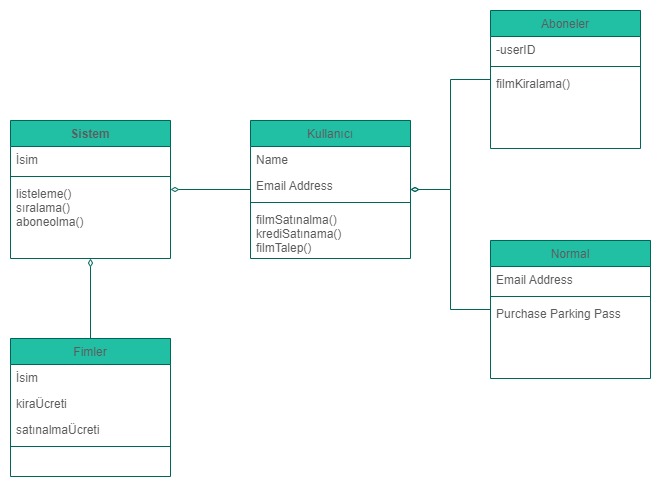 Aboneler
-userID
filmKiralama()
Sistem
İsim
listeleme()
sıralama()
aboneolma()
Kullanıcı
Name
Email Address
filmSatınalma()
krediSatınama()
filmTalep()
Normal
Email Address
Purchase Parking Pass
Fimler
İsim
kiraÜcreti
satınalmaÜcreti